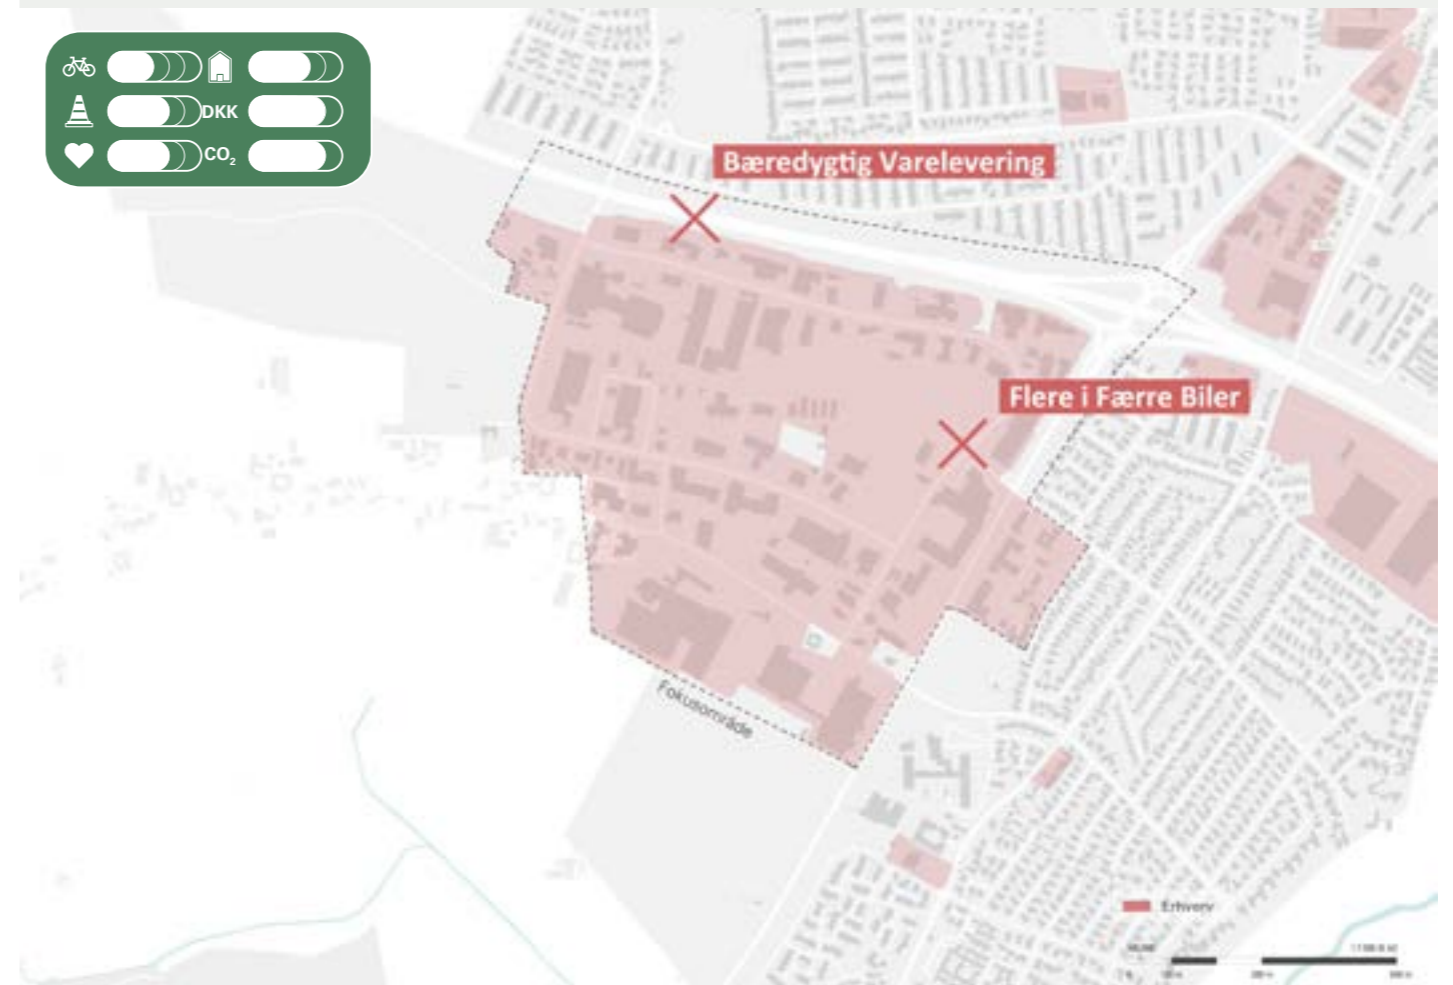 DKK
CO₂
Bæredygtig Varelevering
Flere i Færre Biler
Fokusområde
Erhverv